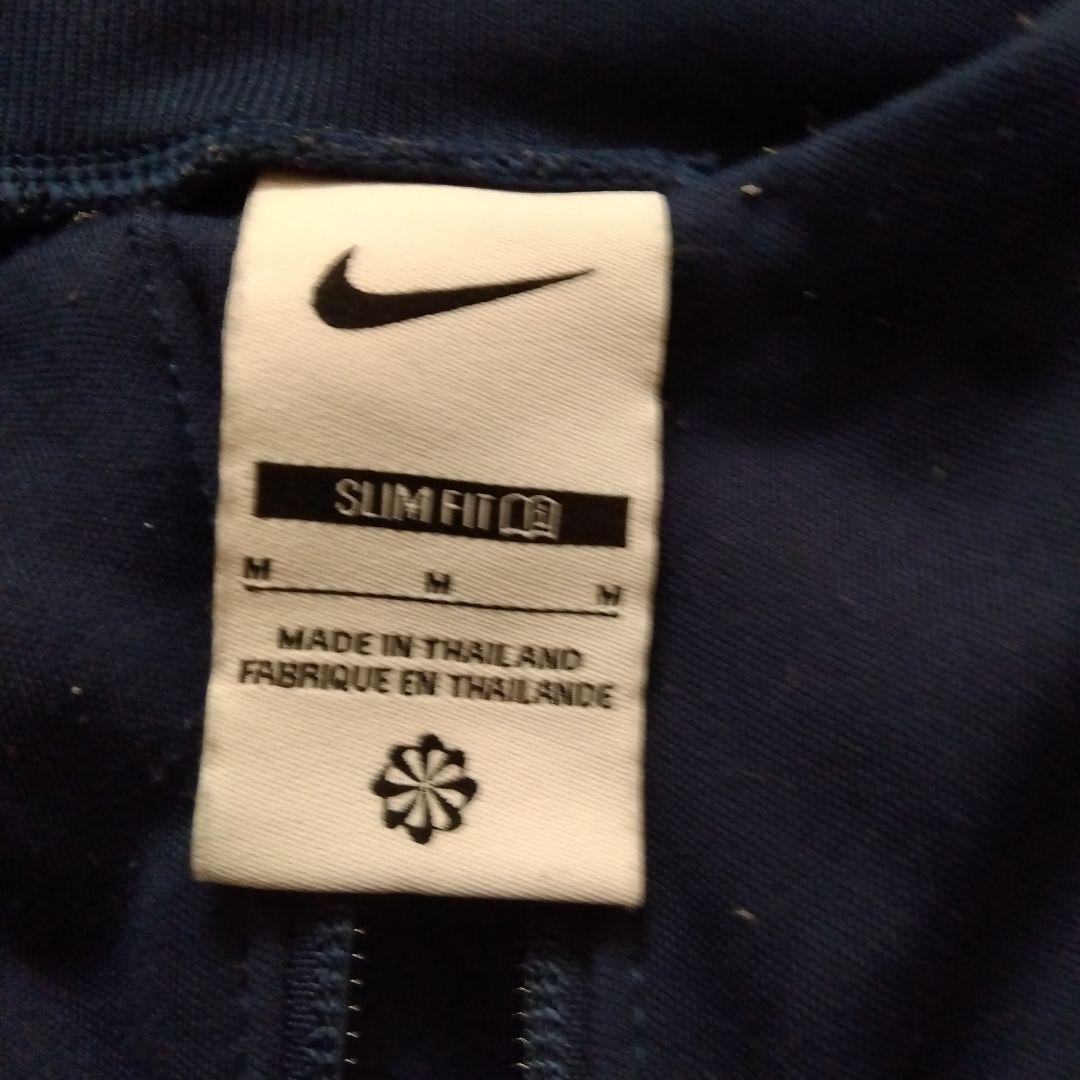 SLIM FIT
M M M
MADE IN THAILAND
FABRIQUE EN THAILANDE